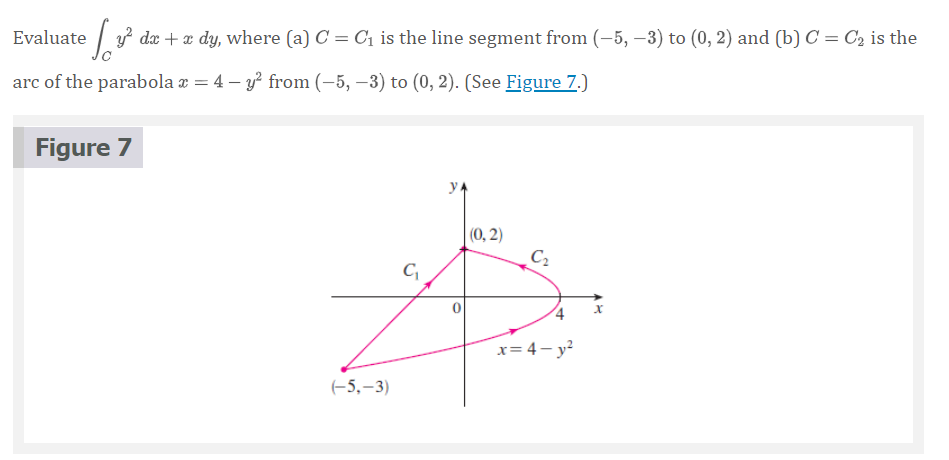 Evaluate ∫_C y² dx + x dy, where (a) C = C₁ is the line segment from (−5, −3) to (0, 2) and (b) C = C₂ is the
arc of the parabola x = 4 − y² from (−5, −3) to (0, 2). (See Figure 7.)
Figure 7
y
(0, 2)
C₂
C₁
0
4
x
x = 4 − y²
(−5, −3)